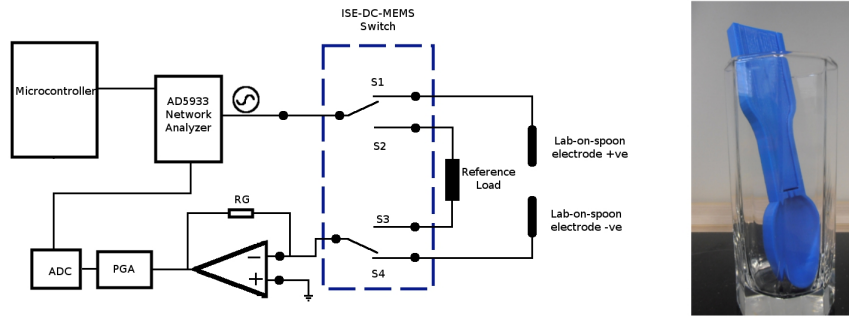 ISE-DC-MEMS
Switch
Microcontroller
AD5933
Network
Analyzer
S1
S2
Lab-on-spoon
electrode +ve
Reference
Load
RG
S3
Lab-on-spoon
electrode -ve
ADC
PGA
−
+
S4